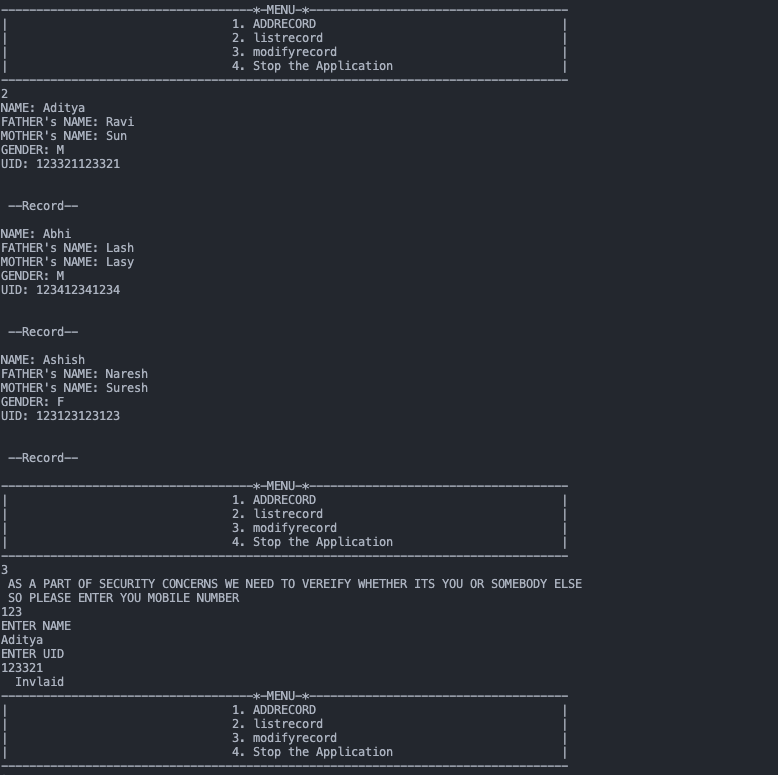 ————————————————————————————————————*—MENU—*—————————————————————————————————————
| 1. ADDRECORD |
| 2. listrecord |
| 3. modifyrecord |
| 4. Stop the Application |
—————————————————————————————————————————————————————————————————————————————————
2
NAME: Aditya
FATHER's NAME: Ravi
MOTHER's NAME: Sun
GENDER: M
UID: 123321123321
——Record——
NAME: Abhi
FATHER's NAME: Lash
MOTHER's NAME: Lasy
GENDER: M
UID: 123412341234
——Record——
NAME: Ashish
FATHER's NAME: Naresh
MOTHER's NAME: Suresh
GENDER: F
UID: 123123123123
——Record——
————————————————————————————————————*—MENU—*—————————————————————————————————————
| 1. ADDRECORD |
| 2. listrecord |
| 3. modifyrecord |
| 4. Stop the Application |
—————————————————————————————————————————————————————————————————————————————————
3
AS A PART OF SECURITY CONCERNS WE NEED TO VEREIFY WHETHER ITS YOU OR SOMEBODY ELSE
SO PLEASE ENTER YOU MOBILE NUMBER
123
ENTER NAME
Aditya
ENTER UID
123321
Invlaid
————————————————————————————————————*—MENU—*—————————————————————————————————————
| 1. ADDRECORD |
| 2. listrecord |
| 3. modifyrecord |
| 4. Stop the Application |
—————————————————————————————————————————————————————————————————————————————————